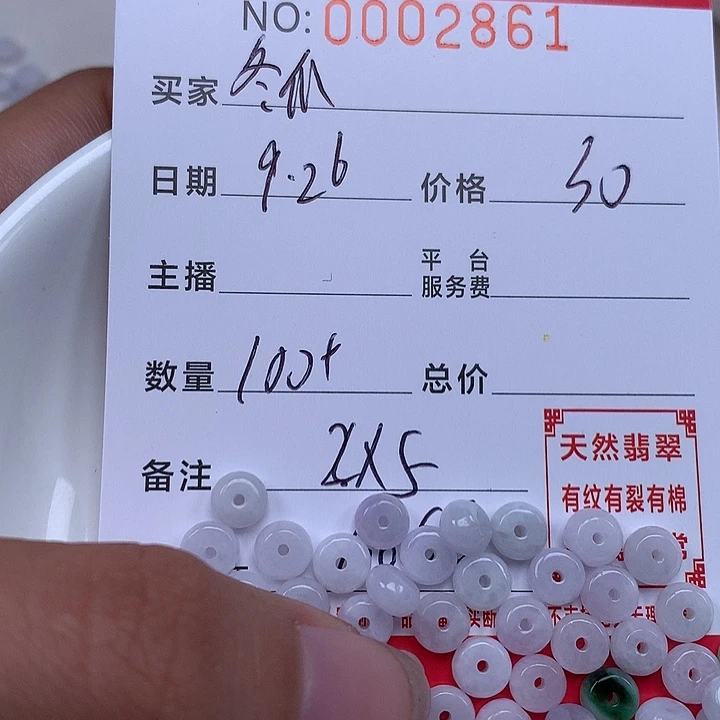 NO:0002861
买家 冬瓜
日期 9.26 价格 50
主播 平台服务费
数量 100+ 总价
备注 2X5
天然翡翠
有纹有裂有棉